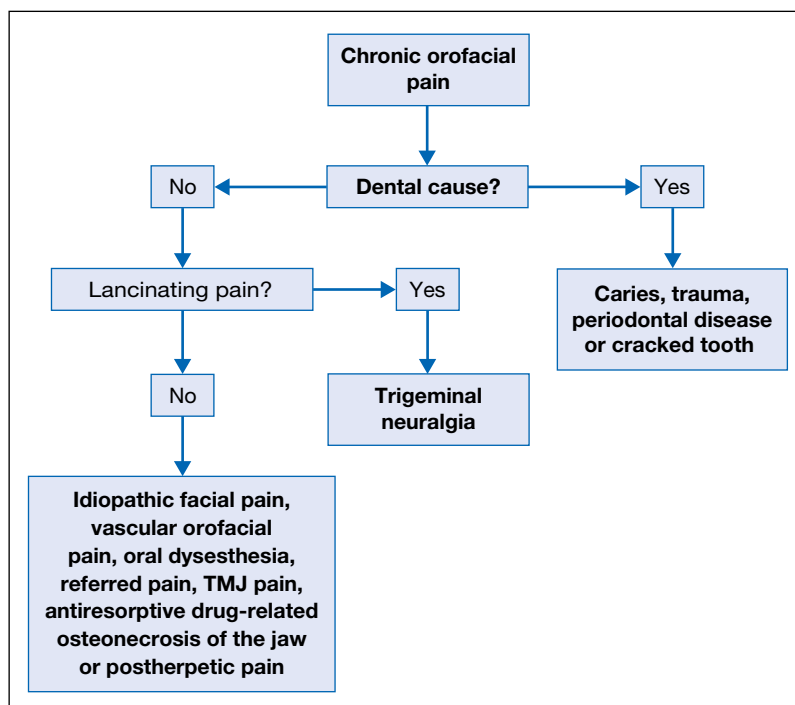 Chronic orofacial
pain
No
Dental cause?
Yes
Lancinating pain?
Yes
Caries, trauma,
periodontal disease
or cracked tooth
No
Trigeminal
neuralgia
Idiopathic facial pain,
vascular orofacial
pain, oral dysesthesia,
referred pain, TMJ pain,
antiresorptive drug-related
osteonecrosis of the jaw
or postherpetic pain